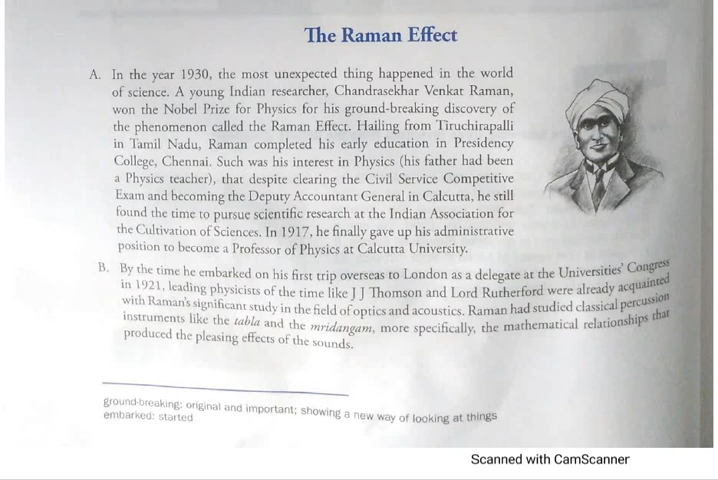 The Raman Effect
A. In the year 1930, the most unexpected thing happened in the world
of science. A young Indian researcher, Chandrasekhar Venkat Raman,
won the Nobel Prize for Physics for his ground-breaking discovery of
the phenomenon called the Raman Effect. Hailing from Tiruchirapalli
in Tamil Nadu, Raman completed his early education in Presidency
College, Chennai. Such was his interest in Physics (his father had been
a Physics teacher), that despite clearing the Civil Service Competitive
Exam and becoming the Deputy Accountant General in Calcutta, he still
found the time to pursue scientific research at the Indian Association for
the Cultivation of Sciences. In 1917, he finally gave up his administrative
position to become a Professor of Physics at Calcutta University.
B. By the time he embarked on his first trip overseas to London as a delegate at the Universities' Congress
in 1921, leading physicists of the time like J J Thomson and Lord Rutherford were already acquainted
with Raman's significant study in the field of optics and acoustics. Raman had studied classical percussion
instruments like the tabla and the mridangam, more specifically, the mathematical relationships that
produced the pleasing effects of the sounds.
ground-breaking: original and important; showing a new way of looking at things
embarked: started
Scanned with CamScanner